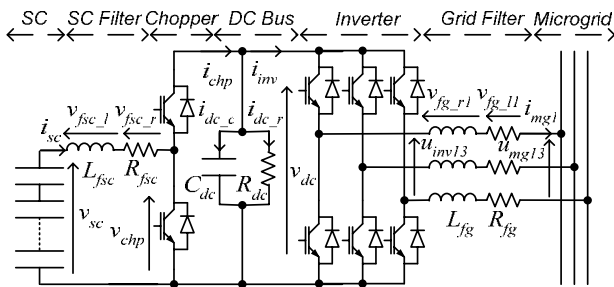 SC SC Filter Chopper DC Bus Inverter Grid Filter Microgrid
i_chp i_inv
v_fsc_l v_fsc_r i_dc_c i_dc_r v_fg_r1 v_fg_l1 i_mg1
i_sc
L_fsc R_fsc u_inv13 u_mg13
C_dc R_dc v_dc
v_sc v_chp L_fg R_fg